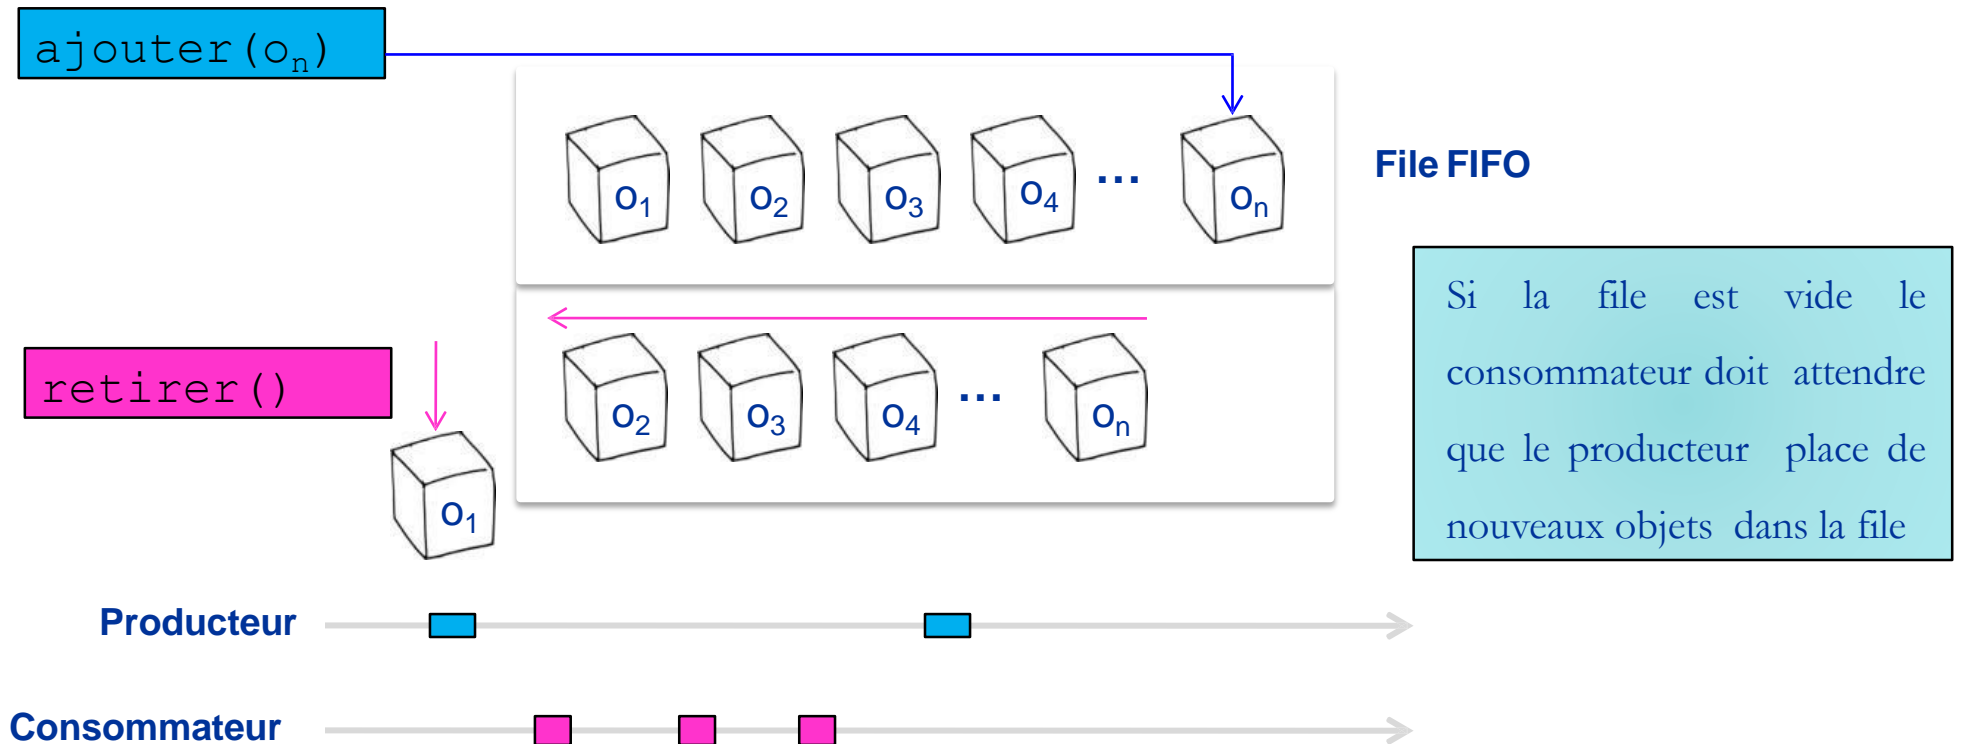 ajouter(oₙ)
o₁ o₂ o₃ o₄ ... oₙ
File FIFO
retirer()
o₂ o₃ o₄ ... oₙ
o₁
Si la file est vide le
consommateur doit attendre
que le producteur place de
nouveaux objets dans la file
Producteur
Consommateur